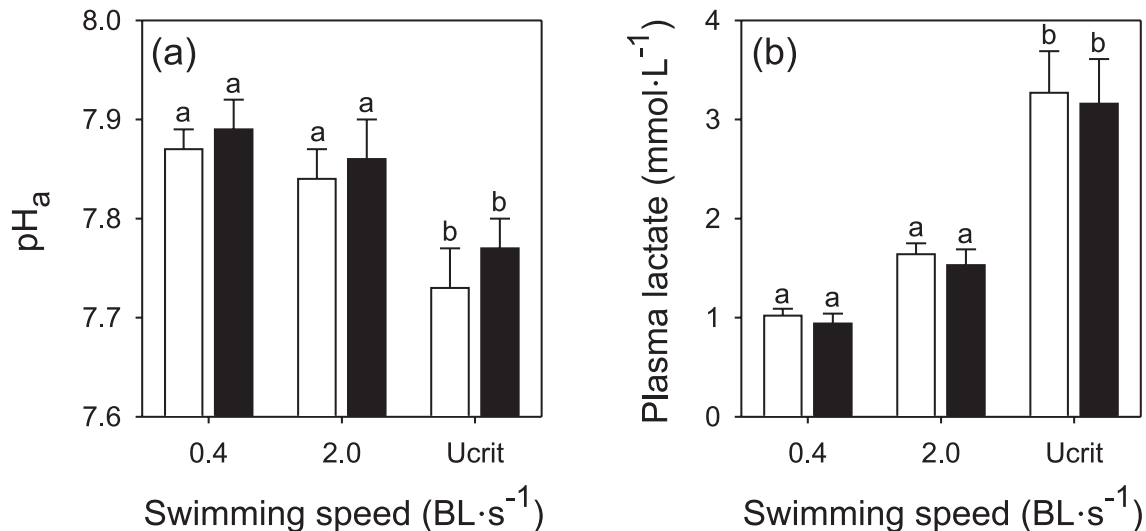 (a)
pHₐ
8.0
7.9
7.8
7.7
7.6
a a a a b b
0.4 2.0 Ucrit
Swimming speed (BL·s⁻¹)
(b)
Plasma lactate (mmol·L⁻¹)
4
3
2
1
0
a a a a b b
0.4 2.0 Ucrit
Swimming speed (BL·s⁻¹)